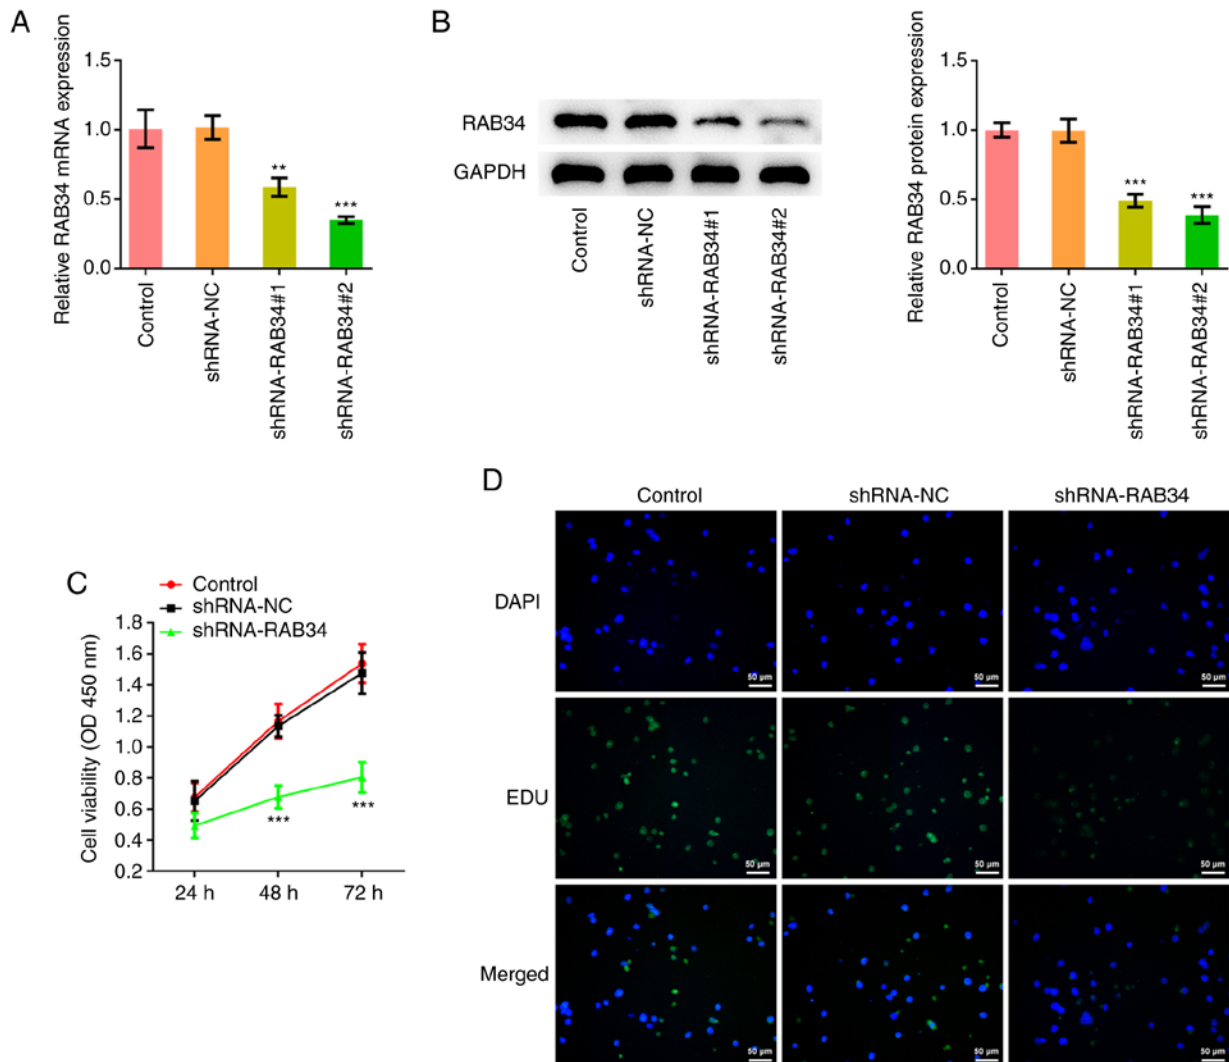 A
Relative RAB34 mRNA expression
1.5
1.0
0.5
0.0
**
***
Control
shRNA-NC
shRNA-RAB34#1
shRNA-RAB34#2
B
RAB34
GAPDH
Control
shRNA-NC
shRNA-RAB34#1
shRNA-RAB34#2
Relative RAB34 protein expression
1.5
1.0
0.5
0.0
***
***
Control
shRNA-NC
shRNA-RAB34#1
shRNA-RAB34#2
C
Control
shRNA-NC
shRNA-RAB34
Cell viability (OD 450 nm)
1.8
1.6
1.4
1.2
1.0
0.8
0.6
0.4
0.2
***
***
24 h
48 h
72 h
D
Control
shRNA-NC
shRNA-RAB34
DAPI
50 µm
50 µm
50 µm
EDU
50 µm
50 µm
50 µm
Merged
50 µm
50 µm
50 µm